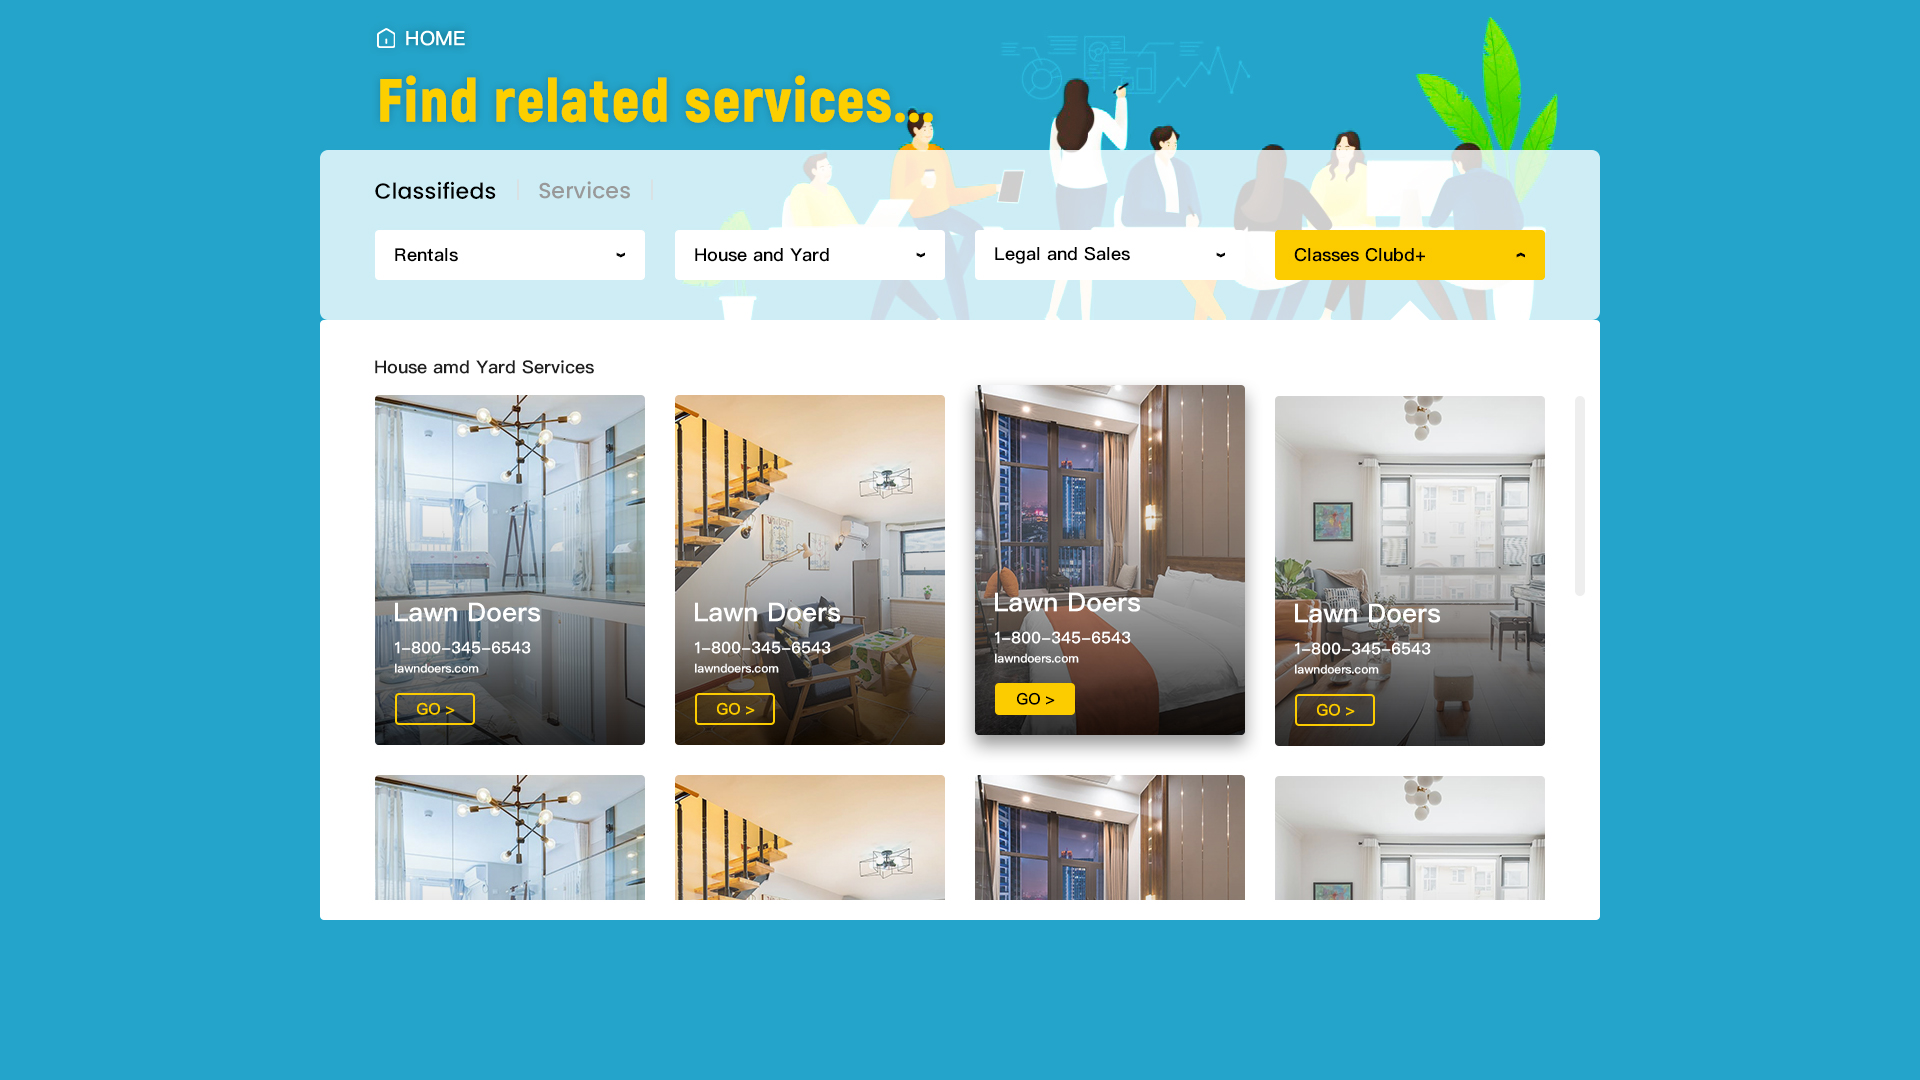 HOME
Find related services...
Classifieds
Services
Rentals
House and Yard
Legal and Sales
Classes Clubd+
House amd Yard Services
Lawn Doers
1-800-345-6543
lawndoers.com
GO >
Lawn Doers
1-800-345-6543
lawndoers.com
GO >
Lawn Doers
1-800-345-6543
lawndoers.com
GO >
Lawn Doers
1-800-345-6543
lawndoers.com
GO >